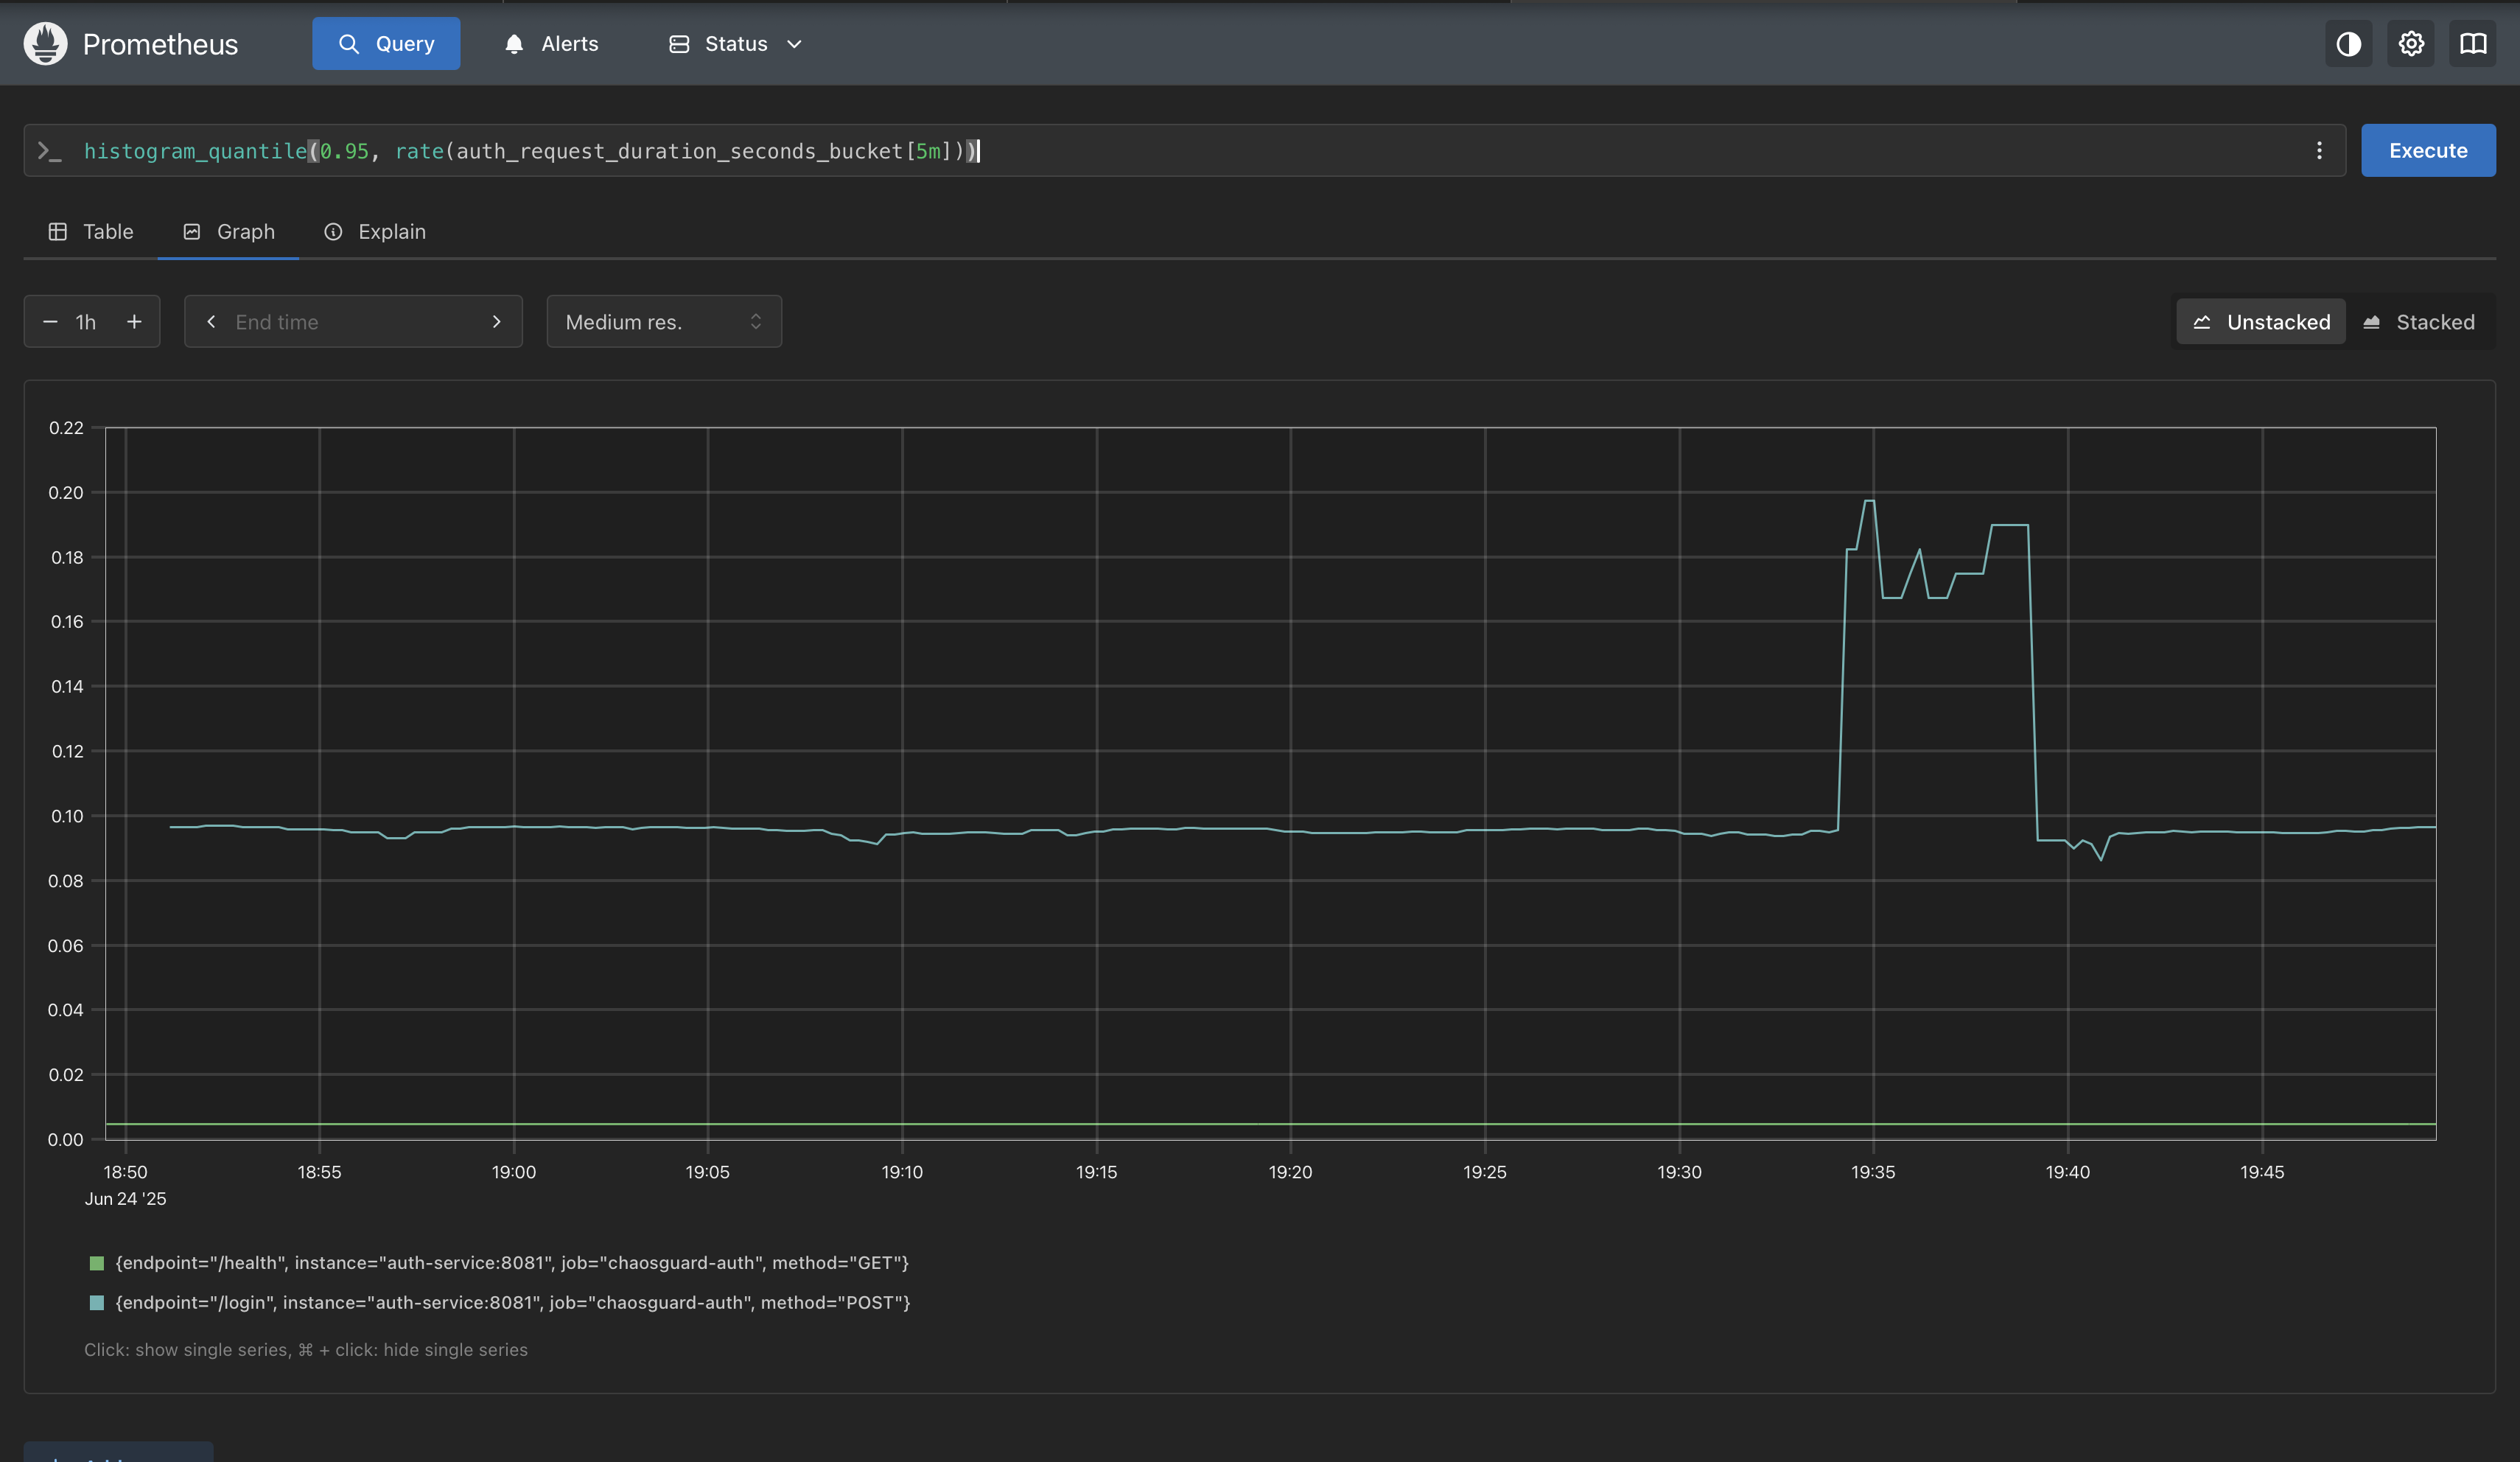 Prometheus
Query
Alerts
Status
histogram_quantile(0.95, rate(auth_request_duration_seconds_bucket[5m]))
Execute
Table
Graph
Explain
1h
End time
Medium res.
Unstacked
Stacked
0.22
0.20
0.18
0.16
0.14
0.12
0.10
0.08
0.06
0.04
0.02
0.00
18:50 18:55 19:00 19:05 19:10 19:15 19:20 19:25 19:30 19:35 19:40 19:45
Jun 24 '25
{endpoint="/health", instance="auth-service:8081", job="chaosguard-auth", method="GET"}
{endpoint="/login", instance="auth-service:8081", job="chaosguard-auth", method="POST"}
Click: show single series, ⌘ + click: hide single series